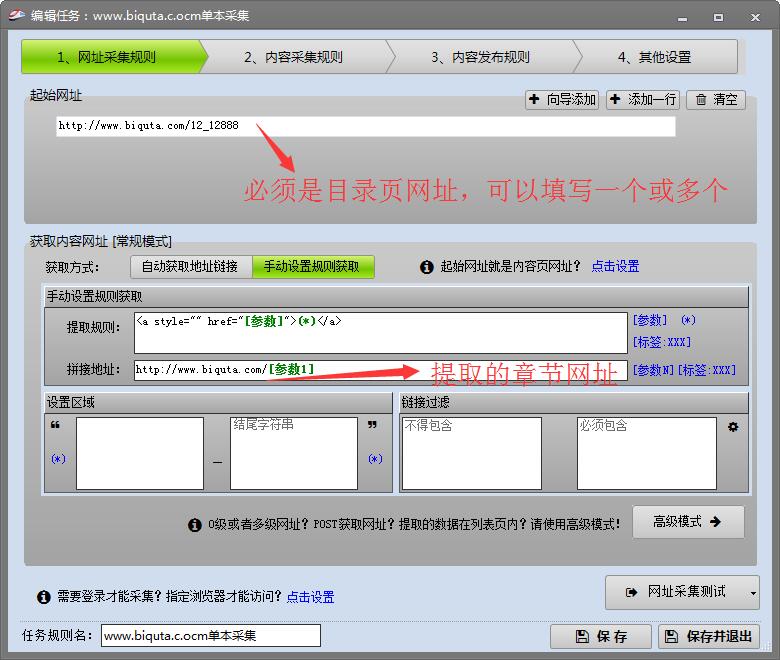 编辑任务：www.biquta.c.ocm单本采集
1、网址采集规则 2、内容采集规则 3、内容发布规则 4、其他设置
起始网址 向导添加 添加一行 清空
http://www.biquta.com/12_12888
必须是目录页网址，可以填写一个或多个
获取内容网址 [常规模式]
获取方式： 自动获取地址链接 手动设置规则获取 起始网址就是内容页网址？ 点击设置
手动设置规则获取
提取规则： <a style="" href="[参数]">(*)</a> [参数] (*)
[标签:XXX]
拼接地址： http://www.biquta.com/[参数1] 提取的章节网址 [参数N][标签:XXX]
设置区域 链接过滤
“ 结尾字符串 ” 不得包含 必须包含
(*) — (*)
0级或者多级网址？POST获取网址？提取的数据在列表页内？请使用高级模式！ 高级模式
需要登录才能采集？指定浏览器才能访问？ 点击设置 网址采集测试
任务规则名： www.biquta.c.ocm单本采集 保存 保存并退出